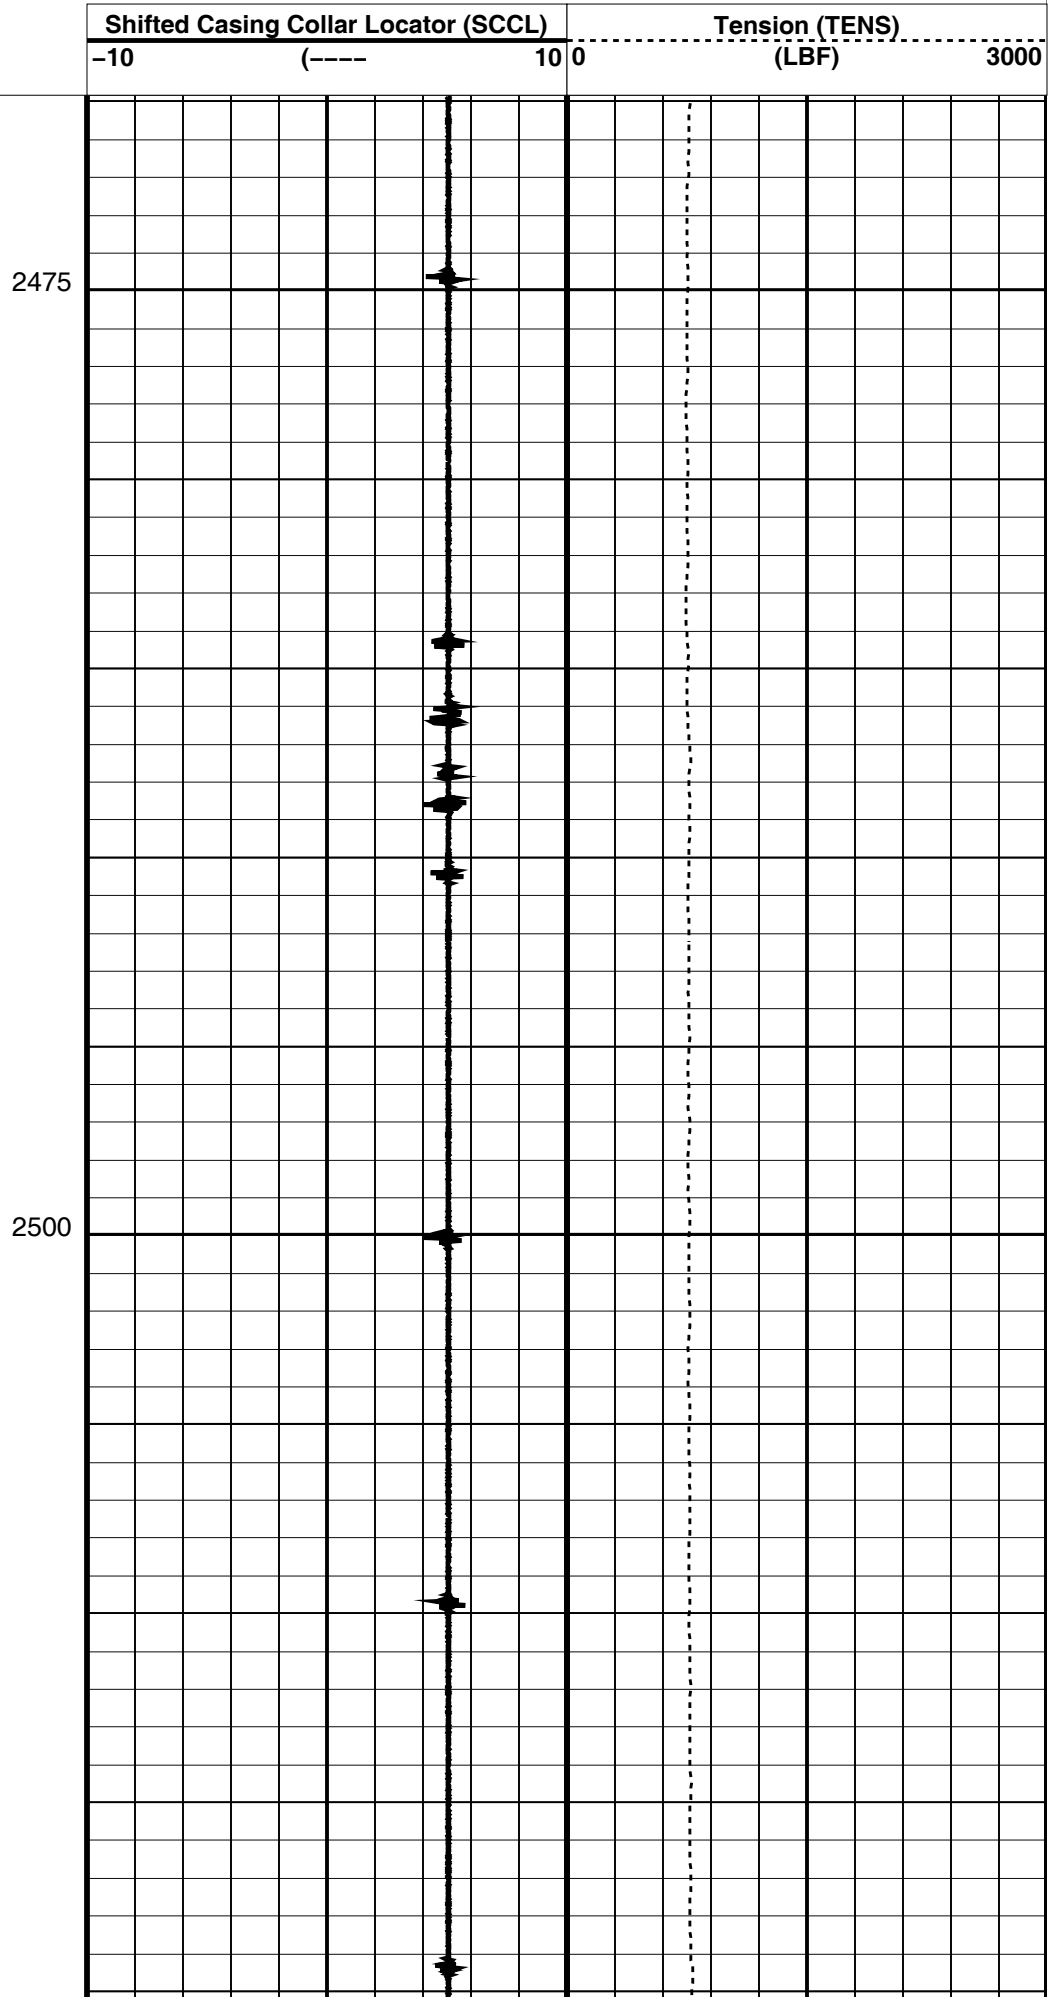 Shifted Casing Collar Locator (SCCL)
−10 (−−−− 10
Tension (TENS)
0 (LBF) 3000
2475
2500